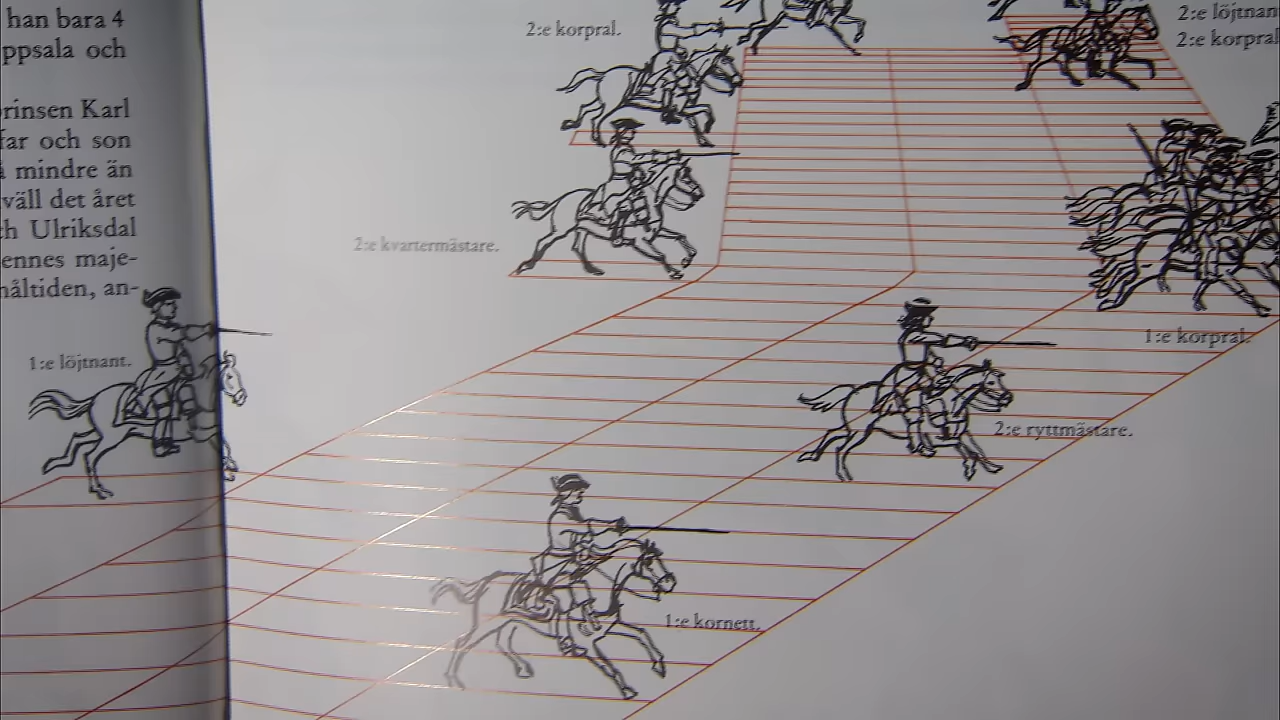 han bara 4
ppsala och
rinsen Karl
far och son
mindre än
väll det året
h Ulriksdal
ennes maje-
måltiden, an-
1:e löjtnant.
2:e korpral.
2:e kvartermästare.
2:e löjtnan
2:e korpral
1:e korpral.
2:e ryttmästare.
1:e kornett.